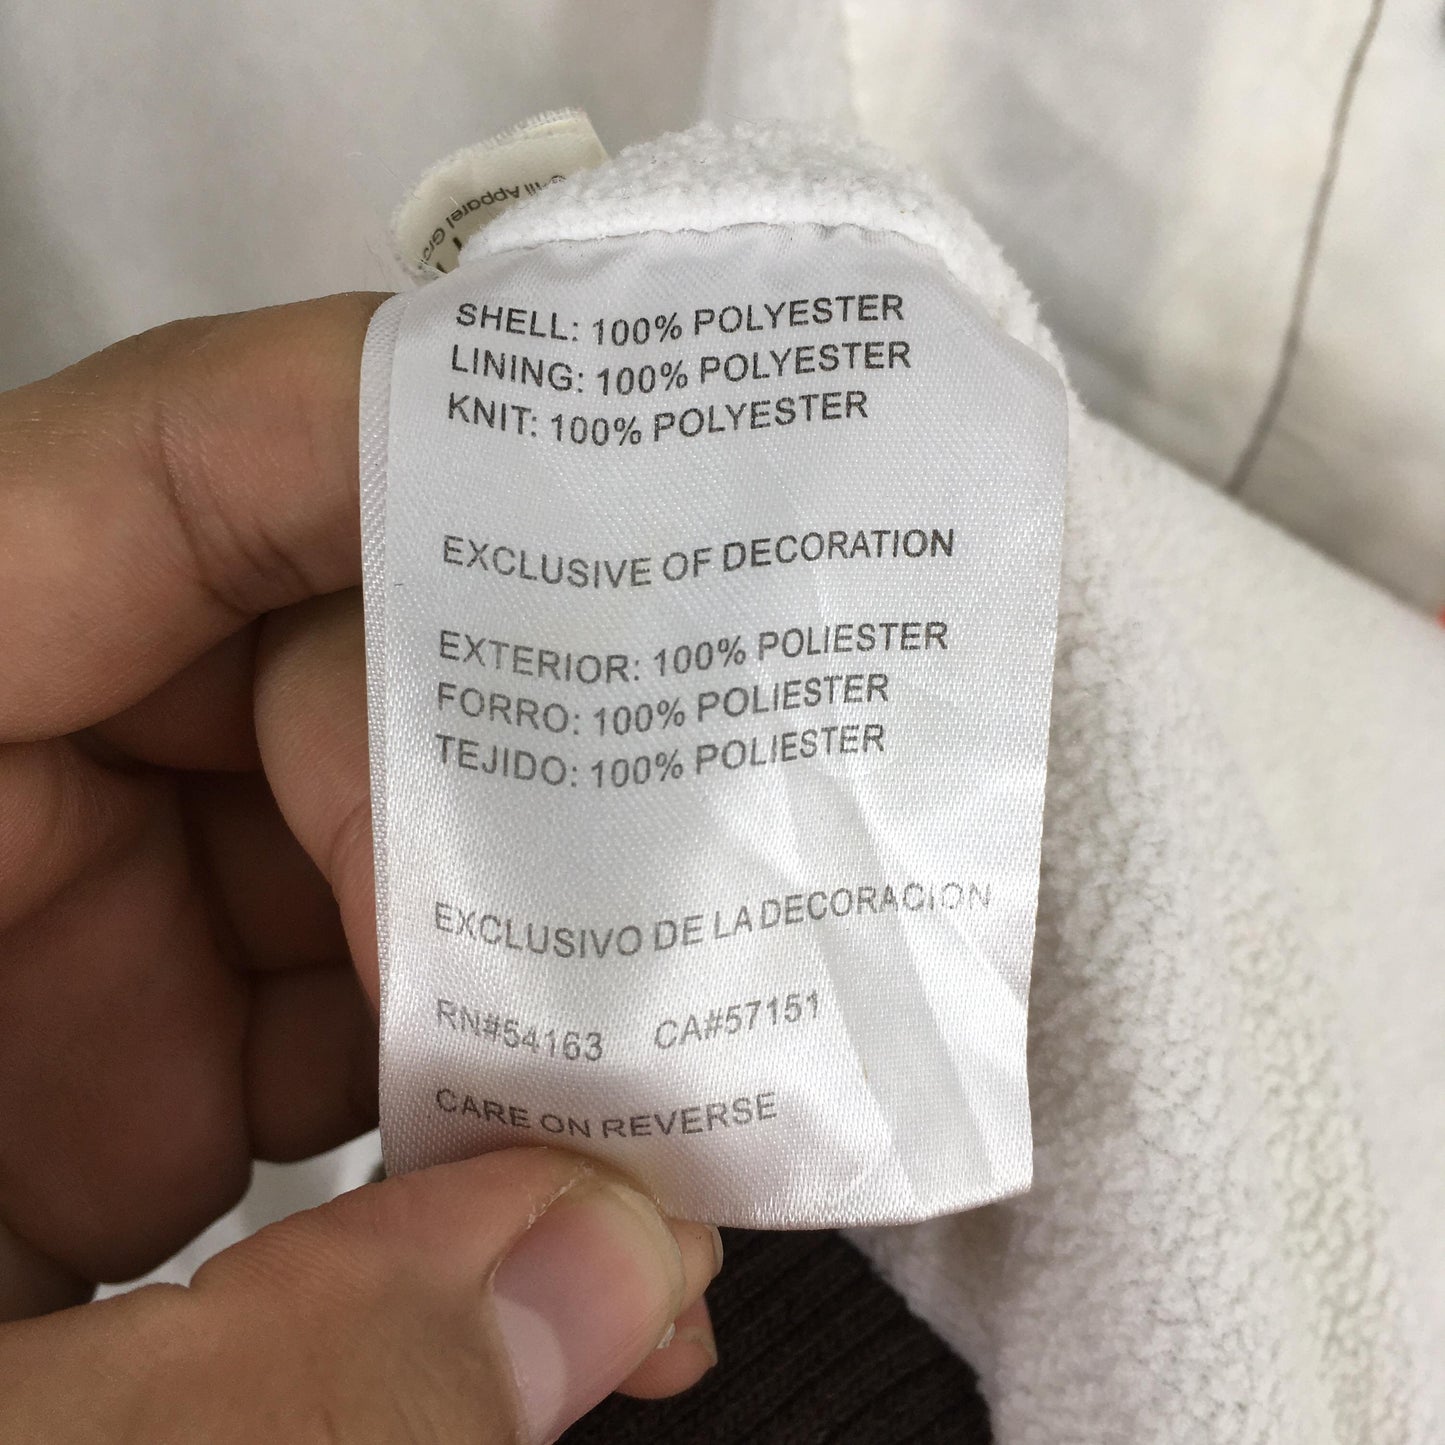 SHELL: 100% POLYESTER
LINING: 100% POLYESTER
KNIT: 100% POLYESTER
EXCLUSIVE OF DECORATION
EXTERIOR: 100% POLIESTER
FORRO: 100% POLIESTER
TEJIDO: 100% POLIESTER
EXCLUSIVO DE LA DECORACION
RN#54163 CA#57151
CARE ON REVERSE
Apparel